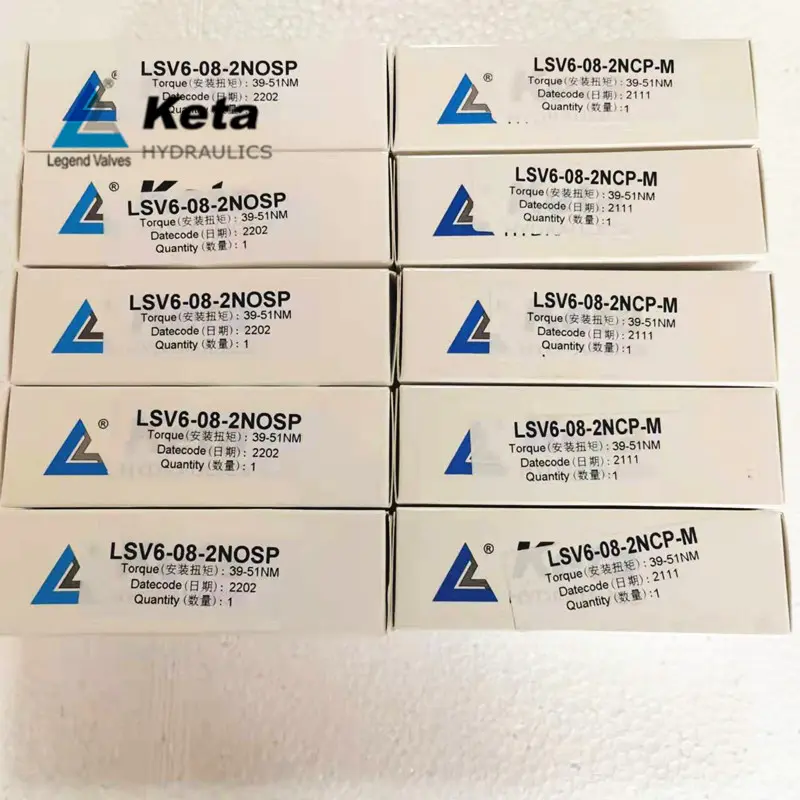 LSV6-08-2NOSP
Torque(安装扭矩): 39-51NM
Datecode(日期): 2202
Quantity
Keta
HYDRAULICS
Legend Valves
®
LSV6-08-2NCP-M
Torque(安装扭矩): 39-51NM
Datecode(日期): 2111
Quantity(数量):1
®
LSV6-08-2NOSP
Torque(安装扭矩): 39-51NM
Datecode(日期): 2202
Quantity(数量): 1
LSV6-08-2NCP-M
Torque(安装扭矩): 39-51NM
Datecode(日期): 2111
Quantity(数量):1
LSV6-08-2NOSP
Torque(安装扭矩): 39-51NM
Datecode(日期): 2202
Quantity(数量): 1
LSV6-08-2NCP-M
Torque(安装扭矩): 39-51NM
Datecode(日期): 2111
Quantity(数量):1
®
LSV6-08-2NOSP
Torque(安装扭矩): 39-51NM
Datecode(日期): 2202
Quantity(数量): 1
LSV6-08-2NCP-M
Torque(安装扭矩): 39-51NM
Datecode(日期): 2111
Quantity(数量):1
LSV6-08-2NOSP
Torque(安装扭矩): 39-51NM
Datecode(日期): 2202
Quantity(数量): 1
®
LSV6-08-2NCP-M
Torque(安装扭矩): 39-51NM
Datecode(日期): 2111
Quantity(数量):1